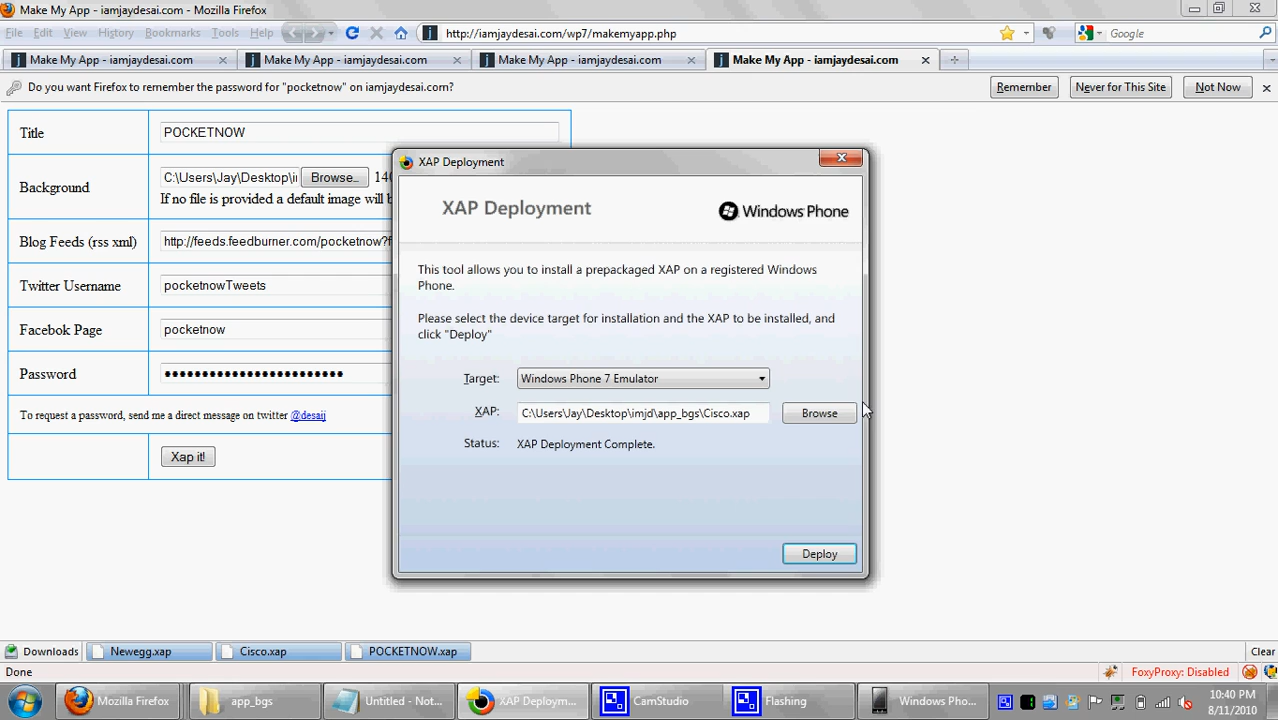 Make My App - iamjaydesai.com - Mozilla Firefox
File Edit View History Bookmarks Tools Help
http://iamjaydesai.com/wp7/makemyapp.php
Google
Make My App - iamjaydesai.com
Make My App - iamjaydesai.com
Make My App - iamjaydesai.com
Make My App - iamjaydesai.com
Do you want Firefox to remember the password for "pocketnow" on iamjaydesai.com?
Remember
Never for This Site
Not Now
Title
POCKETNOW
Background
C:\Users\Jay\Desktop\i
Browse...
140
If no file is provided a default image will b
Blog Feeds (rss xml)
http://feeds.feedburner.com/pocketnow?f
Twitter Username
pocketnowTweets
Facebok Page
pocketnow
Password
To request a password, send me a direct message on twitter @desaij
Xap it!
XAP Deployment
XAP Deployment
Windows Phone
This tool allows you to install a prepackaged XAP on a registered Windows
Phone.
Please select the device target for installation and the XAP to be installed, and
click "Deploy"
Target:
Windows Phone 7 Emulator
XAP:
C:\Users\Jay\Desktop\imjd\app_bgs\Cisco.xap
Browse
Status:
XAP Deployment Complete.
Deploy
Downloads
Newegg.xap
Cisco.xap
POCKETNOW.xap
Clear
Done
FoxyProxy: Disabled
Mozilla Firefox
app_bgs
Untitled - Not...
XAP Deploym...
CamStudio
Flashing
Windows Pho...
10:40 PM
8/11/2010